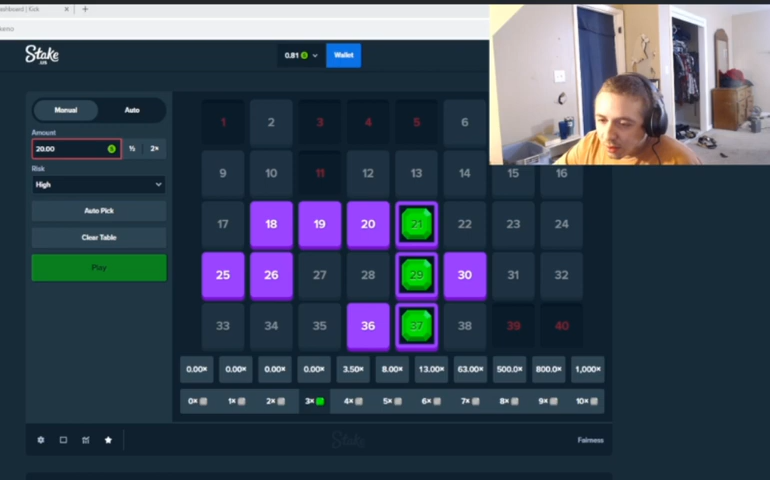 ashboard | Kick × +
Stake
.us
0.81
Wallet
Manual Auto
Amount
20.00 ½ 2×
Risk
High
Auto Pick
Clear Table
Play
1 2 3 4 5 6
9 10 11 12 13 14 15 16
17 18 19 20 21 22 23 24
25 26 27 28 29 30 31 32
33 34 35 36 37 38 39 40
0.00× 0.00× 0.00× 0.00× 3.50× 8.00× 13.00× 63.00× 500.0× 800.0× 1,000×
0× 1× 2× 3× 4× 5× 6× 7× 8× 9× 10×
Stake
Fairness